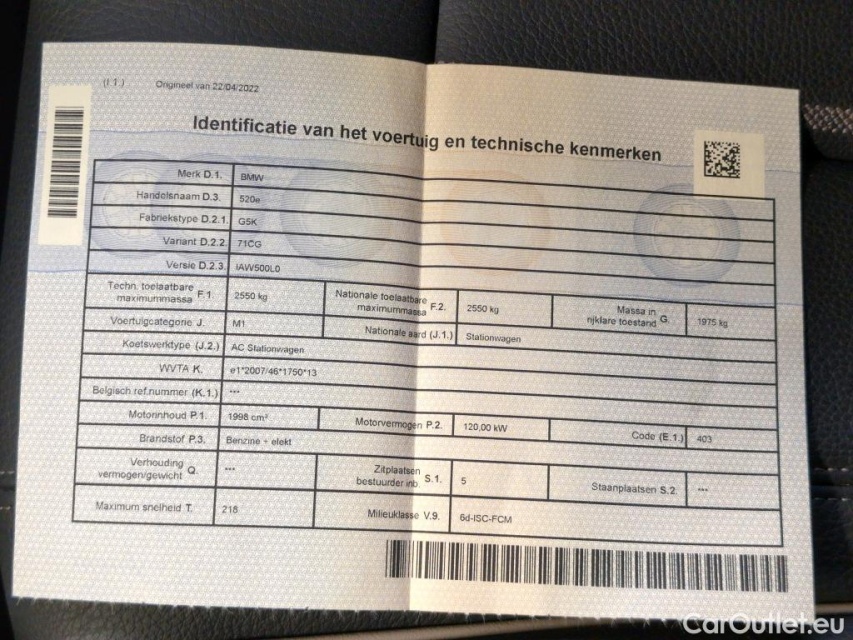 (I 1.) Origineel van 22/04/2022
Identificatie van het voertuig en technische kenmerken
Merk D.1. BMW
Handelsnaam D.3. 520e
Fabriekstype D.2.1. G5K
Variant D.2.2. 71CG
Versie D.2.3. IAW500L0
Techn. toelaatbare maximummassa F.1 2550 kg Nationale toelaatbare maximummassa F.2. 2550 kg Massa in rijklare toestand G. 1975 kg
Voertuigcategorie J. M1 Nationale aard (J.1.) Stationwagen
Koetswerktype (J.2.) AC Stationwagen
WVTA K. e1*2007/46*1750*13
Belgisch ref.nummer (K.1.) ---
Motorinhoud P.1. 1998 cm³ Motorvermogen P.2. 120,00 kW Code (E.1.) 403
Brandstof P.3. Benzine + elekt
Verhouding vermogen/gewicht Q. --- Zitplaatsen bestuurder inb. S.1. 5 Staanplaatsen S.2 ---
Maximum snelheid T. 218 Milieuklasse V.9. 6d-ISC-FCM
CarOutlet.eu